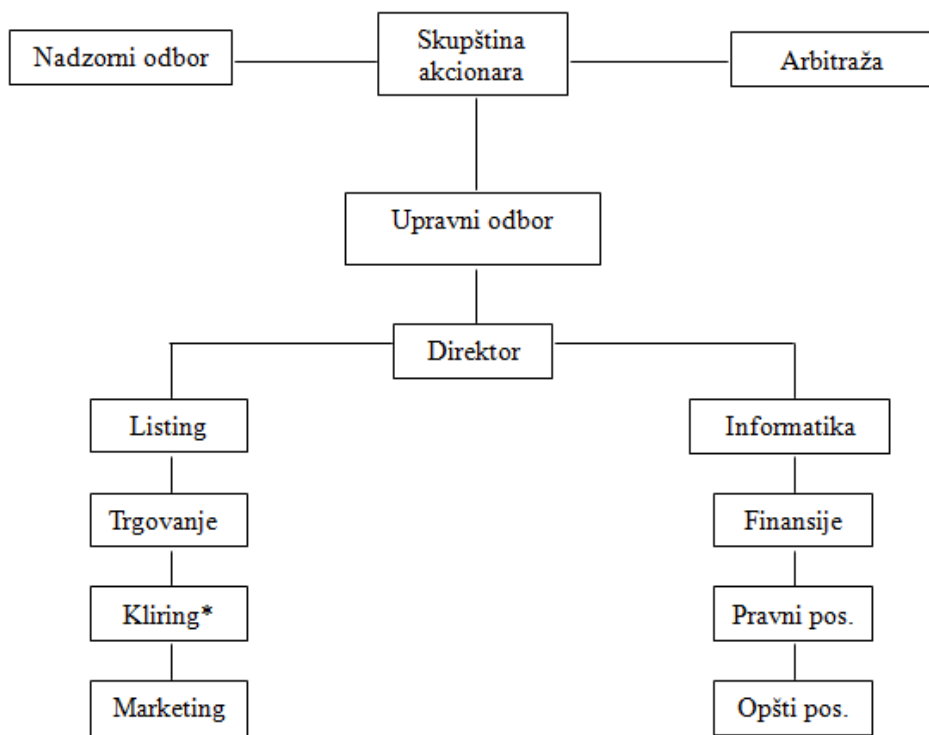 Nadzorni odbor
Skupština
akcionara
Arbitraža
Upravni odbor
Direktor
Listing
Informatika
Trgovanje
Finansije
Kliring*
Pravni pos.
Marketing
Opšti pos.